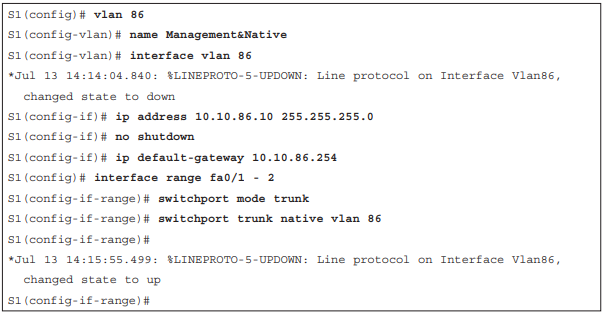 S1(config)# vlan 86
S1(config-vlan)# name Management&Native
S1(config-vlan)# interface vlan 86
*Jul 13 14:14:04.840: %LINEPROTO-5-UPDOWN: Line protocol on Interface Vlan86,
changed state to down
S1(config-if)# ip address 10.10.86.10 255.255.255.0
S1(config-if)# no shutdown
S1(config-if)# ip default-gateway 10.10.86.254
S1(config)# interface range fa0/1 - 2
S1(config-if-range)# switchport mode trunk
S1(config-if-range)# switchport trunk native vlan 86
S1(config-if-range)#
*Jul 13 14:15:55.499: %LINEPROTO-5-UPDOWN: Line protocol on Interface Vlan86,
changed state to up
S1(config-if-range)#